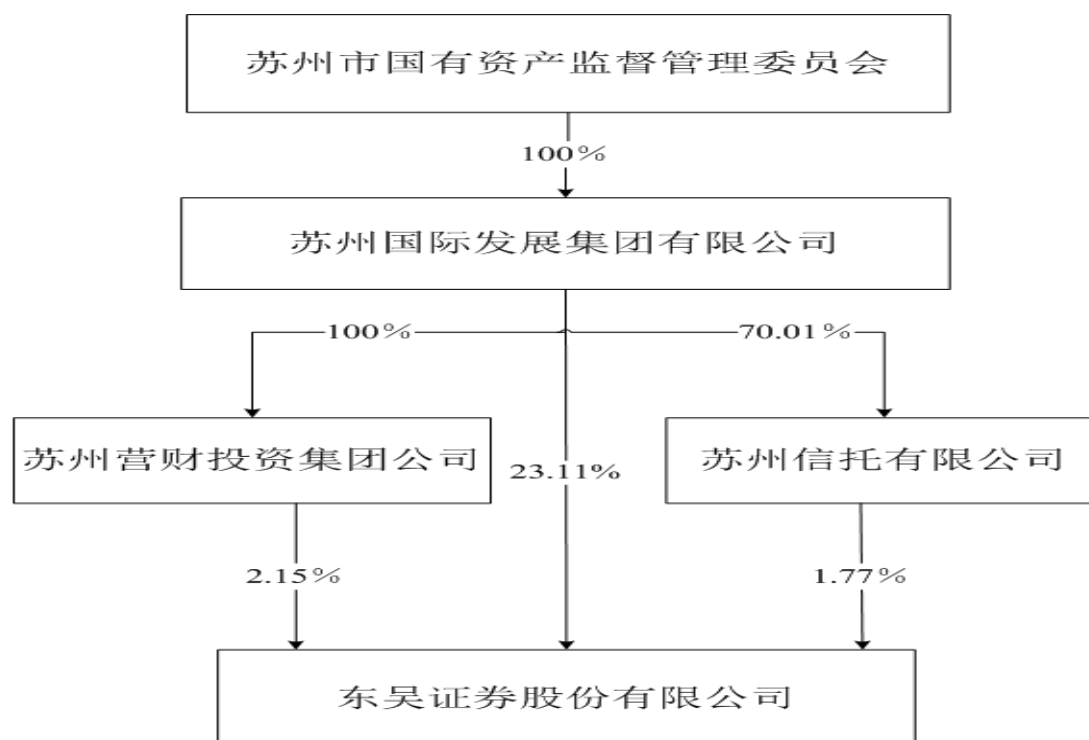 苏州市国有资产监督管理委员会
100%
苏州国际发展集团有限公司
100%
70.01%
苏州营财投资集团公司
23.11%
苏州信托有限公司
2.15%
1.77%
东吴证券股份有限公司